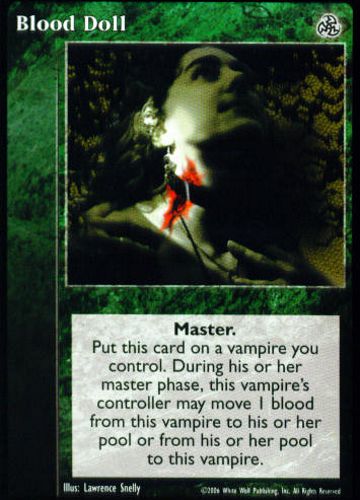 Blood Doll
Master.
Put this card on a vampire you
control. During his or her
master phase, this vampire's
controller may move 1 blood
from this vampire to his or her
pool or from his or her pool
to this vampire.
Illus: Lawrence Snelly
©2006 White Wolf Publishing, Inc. All Rights Reserved.